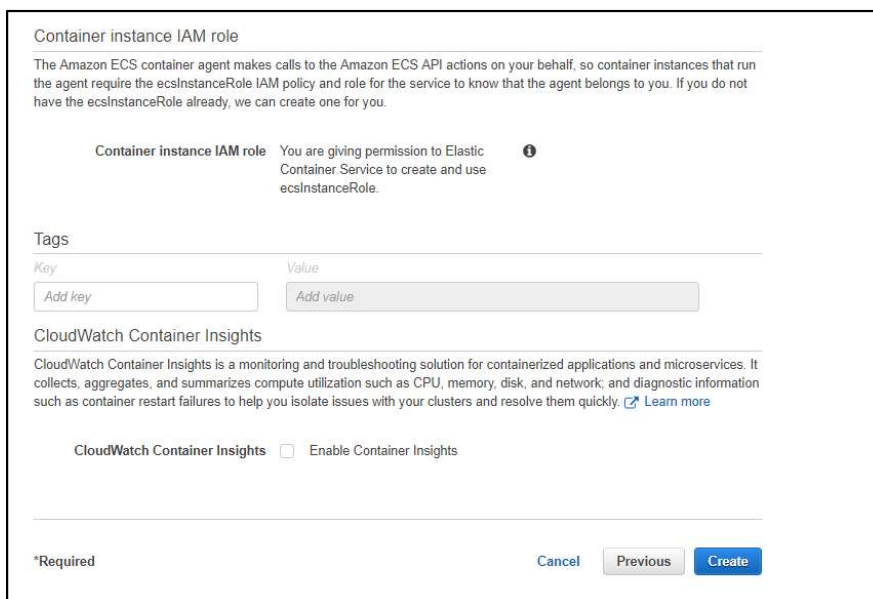 Container instance IAM role
The Amazon ECS container agent makes calls to the Amazon ECS API actions on your behalf, so container instances that run
the agent require the ecsInstanceRole IAM policy and role for the service to know that the agent belongs to you. If you do not
have the ecsInstanceRole already, we can create one for you.
Container instance IAM role You are giving permission to Elastic
Container Service to create and use
ecsInstanceRole.
Tags
Key Value
Add key Add value
CloudWatch Container Insights
CloudWatch Container Insights is a monitoring and troubleshooting solution for containerized applications and microservices. It
collects, aggregates, and summarizes compute utilization such as CPU, memory, disk, and network; and diagnostic information
such as container restart failures to help you isolate issues with your clusters and resolve them quickly. Learn more
CloudWatch Container Insights Enable Container Insights
*Required Cancel Previous Create